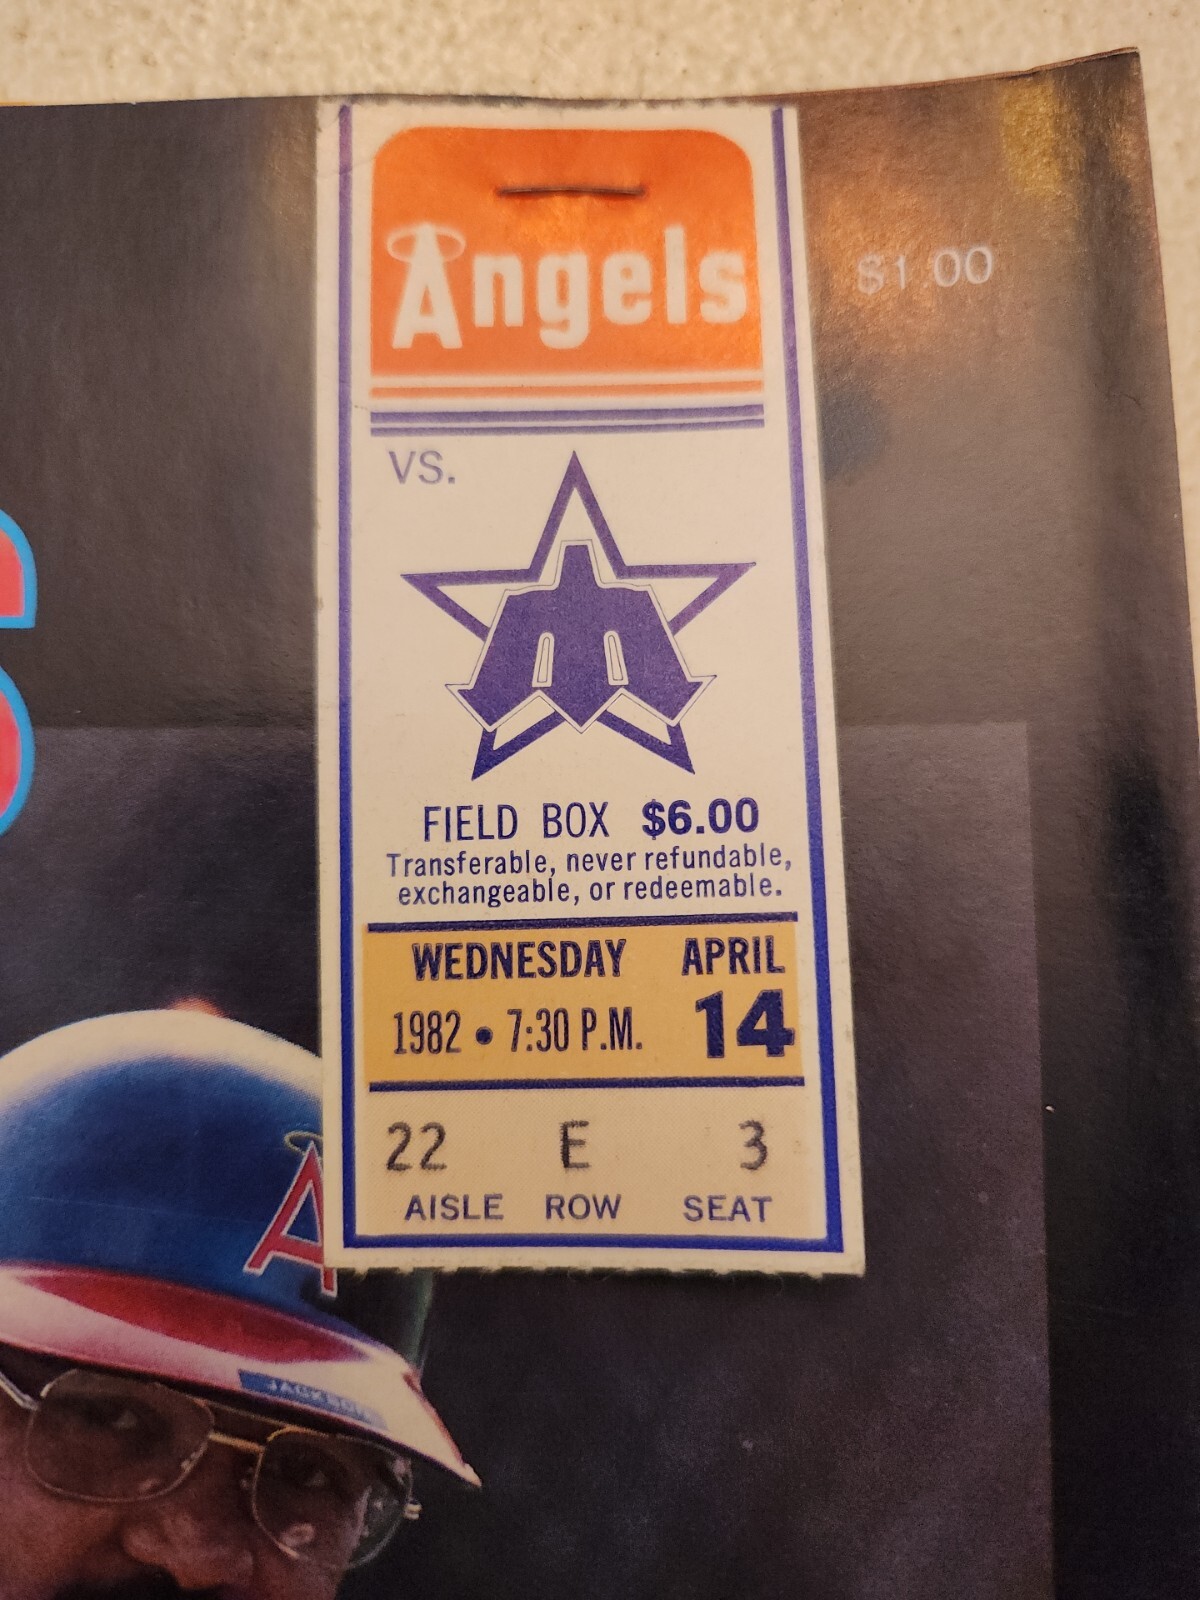 Angels
$1.00
VS.
FIELD BOX $6.00
Transferable, never refundable,
exchangeable, or redeemable.
WEDNESDAY APRIL
1982 • 7:30 P.M. 14
22 E 3
AISLE ROW SEAT
A
JACKSON